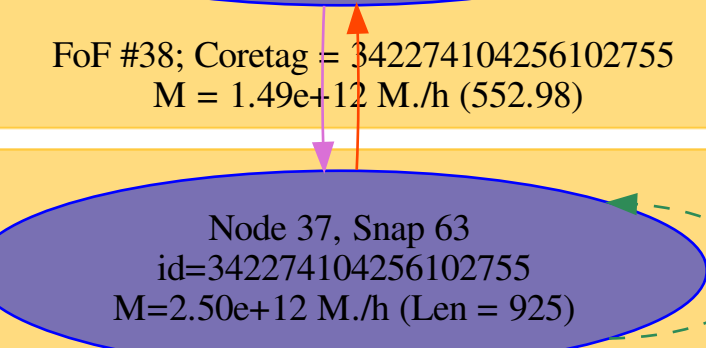 FoF #38; Coretag = 342274104256102755
M = 1.49e+12 M./h (552.98)
Node 37, Snap 63
id=342274104256102755
M=2.50e+12 M./h (Len = 925)